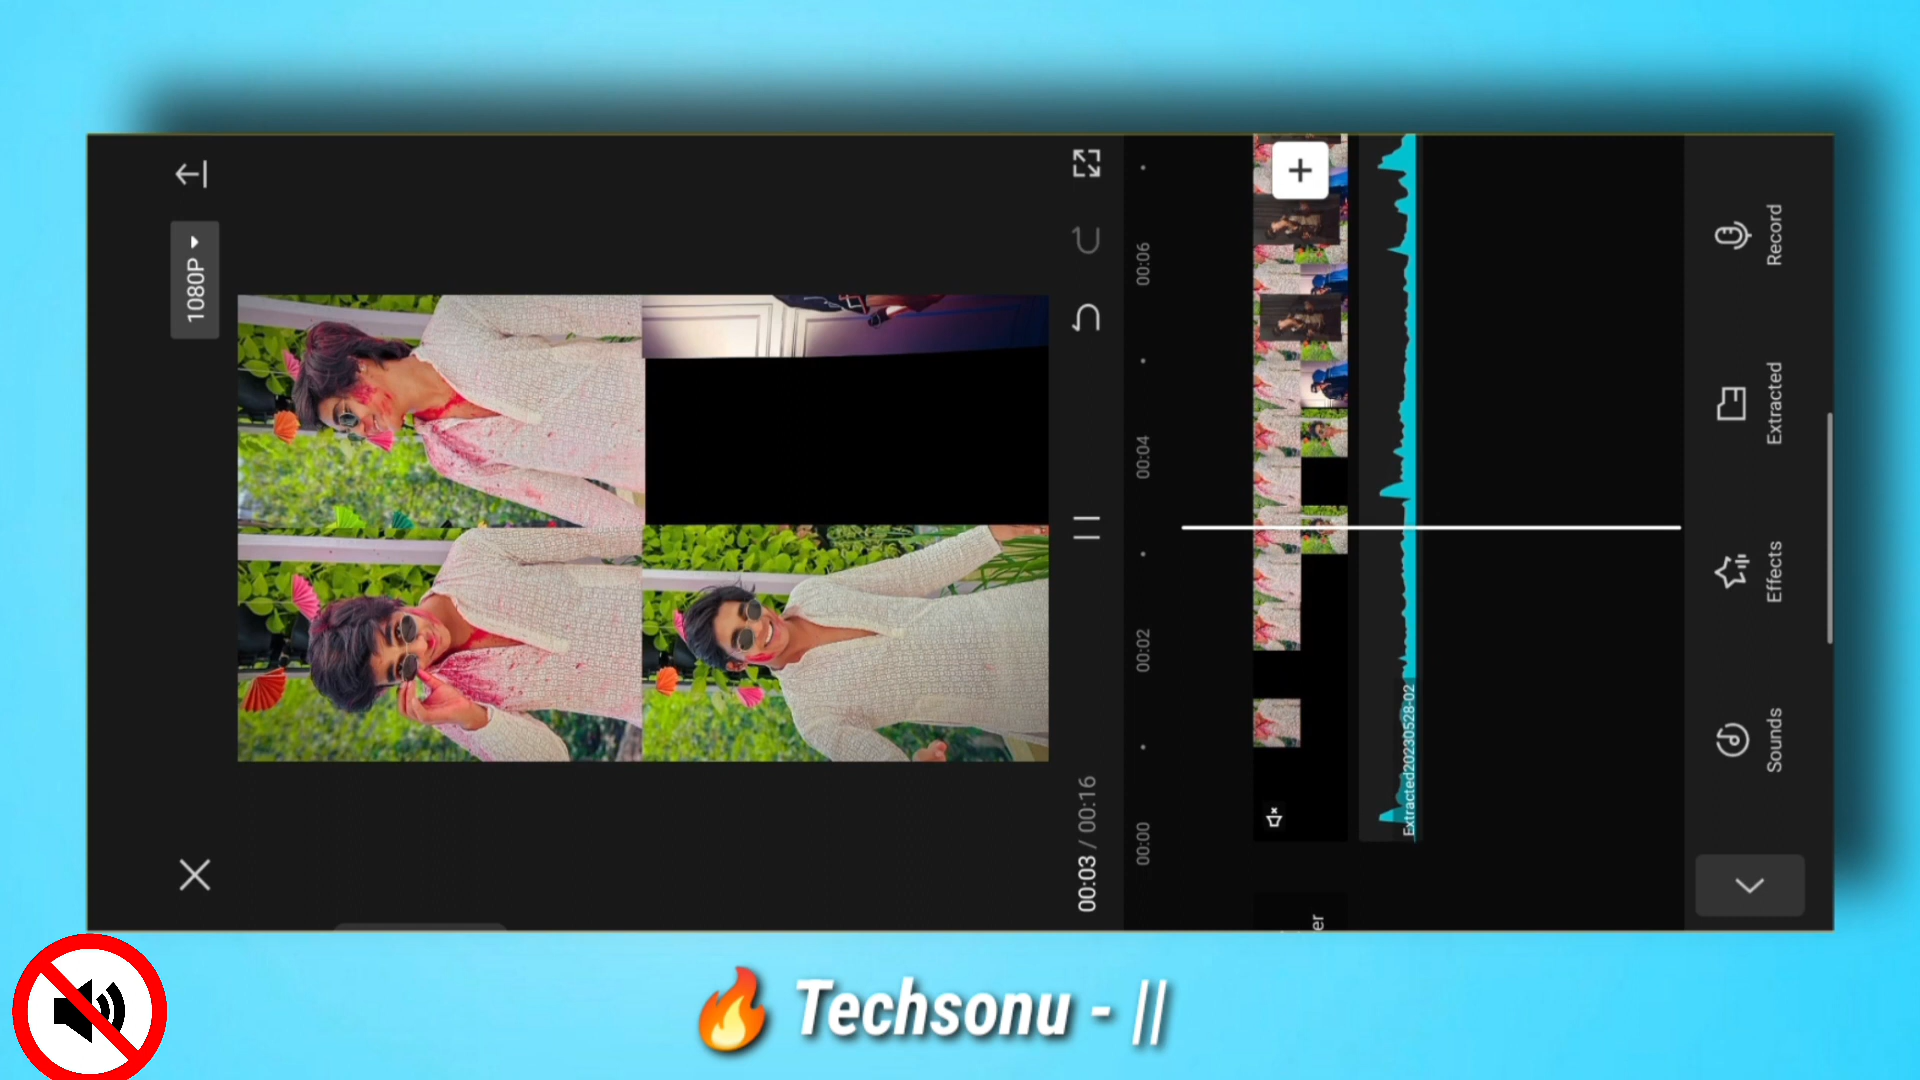 1080P
00:03 / 00:16
00:00
00:02
00:04
00:06
er
Extracted20230528-02
Sounds
Effects
Extracted
Record
Techsonu - ||